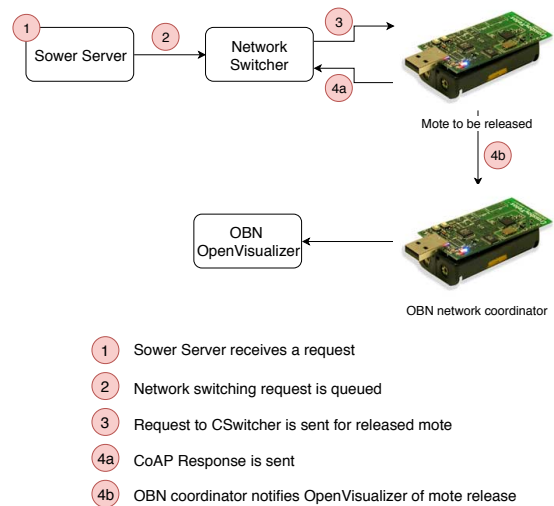 1
Sower Server
2
Network
Switcher
3
4a
Mote to be released
4b
OBN
OpenVisualizer
OBN network coordinator
1 Sower Server receives a request
2 Network switching request is queued
3 Request to CSwitcher is sent for released mote
4a CoAP Response is sent
4b OBN coordinator notifies OpenVisualizer of mote release